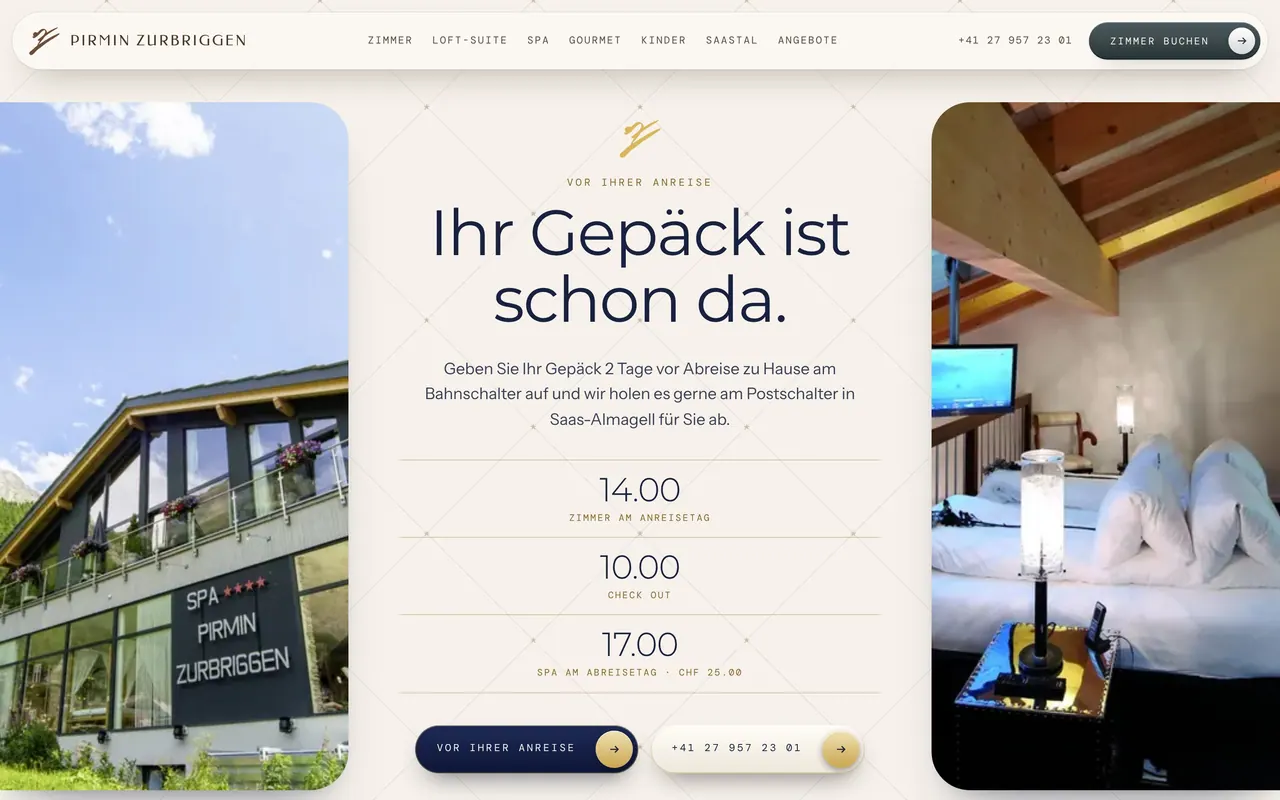 PIRMIN ZURBRIGGEN
ZIMMER LOFT-SUITE SPA GOURMET KINDER SAASTAL ANGEBOTE
+41 27 957 23 01
ZIMMER BUCHEN
VOR IHRER ANREISE
Ihr Gepäck ist
schon da.
Geben Sie Ihr Gepäck 2 Tage vor Abreise zu Hause am
Bahnschalter auf und wir holen es gerne am Postschalter in
Saas-Almagell für Sie ab.
14.00
ZIMMER AM ANREISETAG
10.00
CHECK OUT
17.00
SPA AM ABREISETAG · CHF 25.00
VOR IHRER ANREISE
+41 27 957 23 01
SPA
PIRMIN
ZURBRIGGEN